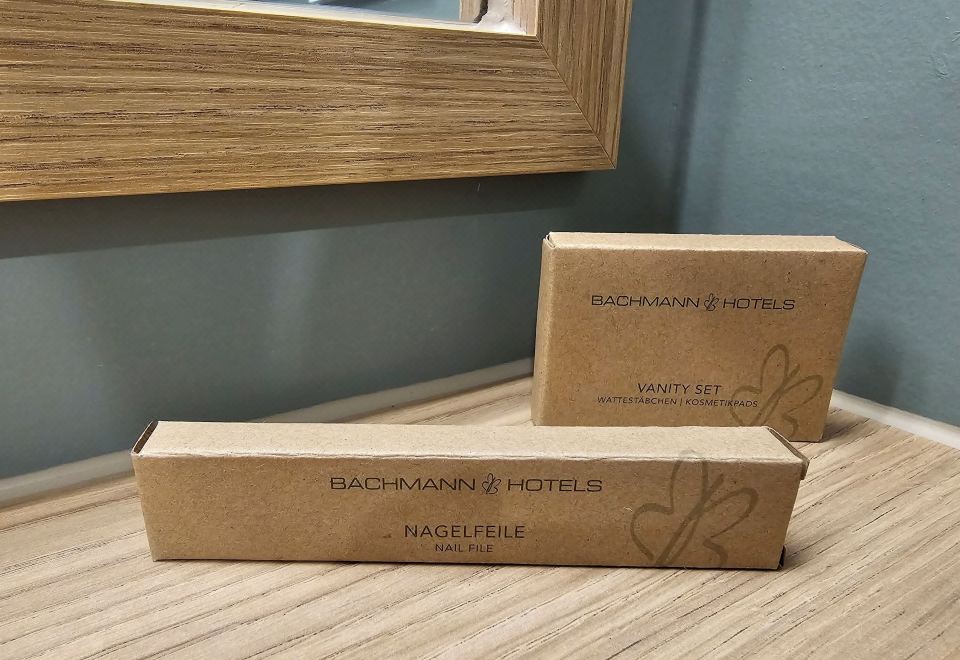 BACHMANN HOTELS
VANITY SET
WATTESTÄBCHEN | KOSMETIKPADS
BACHMANN HOTELS
NAGELFEILE
NAIL FILE